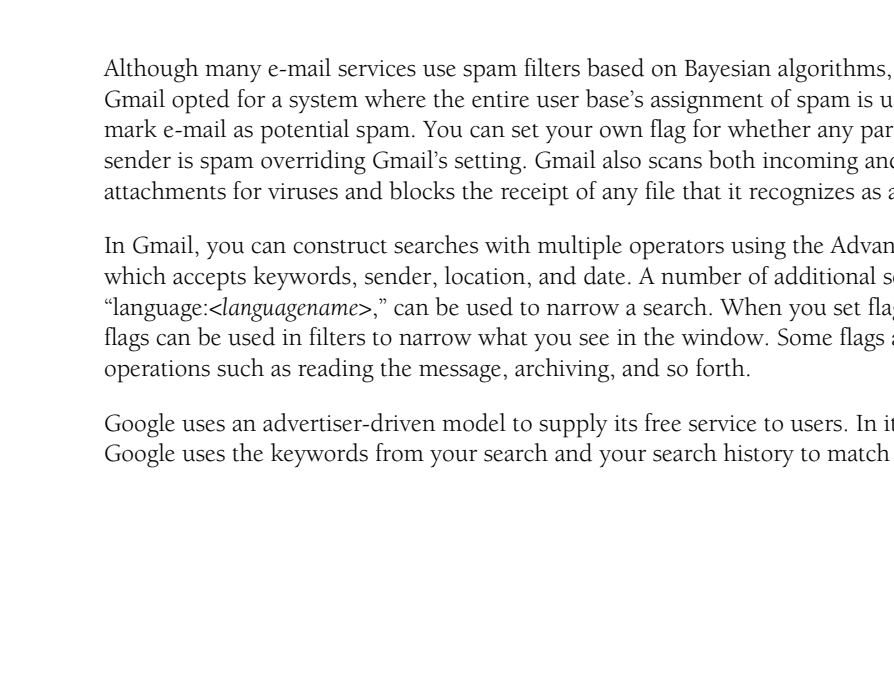 Although many e-mail services use spam filters based on Bayesian algorithms,
Gmail opted for a system where the entire user base’s assignment of spam is
mark e-mail as potential spam. You can set your own flag for whether any
sender is spam overriding Gmail’s setting. Gmail also scans both incoming
attachments for viruses and blocks the receipt of any file that it recognizes as
In Gmail, you can construct searches with multiple operators using the
which accepts keywords, sender, location, and date. A number of additional
“language:<languagename>,” can be used to narrow a search. When you set
flags can be used in filters to narrow what you see in the window. Some flags
operations such as reading the message, archiving, and so forth.
Google uses an advertiser-driven model to supply its free service to users. In
Google uses the keywords from your search and your search history to match